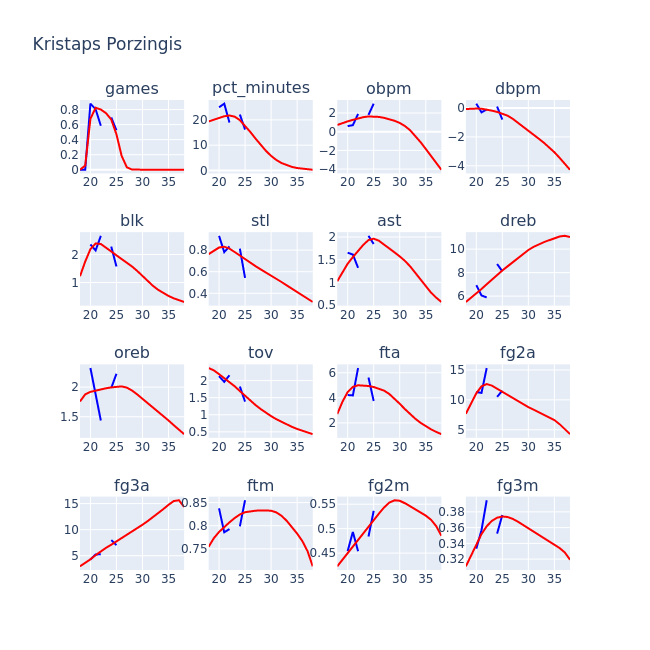 Kristaps Porzingis
games pct_minutes obpm dbpm
0.8 0.6 0.4 0.2 0 20 10 0 2 0 −2 −4 0 −2 −4
20 25 30 35 20 25 30 35 20 25 30 35 20 25 30 35
blk stl ast dreb
2 1 0.8 0.6 0.4 2 1.5 1 0.5 10 8 6
20 25 30 35 20 25 30 35 20 25 30 35 20 25 30 35
oreb tov fta fg2a
2 1.5 2 1.5 1 0.5 6 4 2 15 10 5
20 25 30 35 20 25 30 35 20 25 30 35 20 25 30 35
fg3a ftm fg2m fg3m
15 10 5 0.85 0.8 0.75 0.55 0.5 0.45 0.38 0.36 0.34 0.32
20 25 30 35 20 25 30 35 20 25 30 35 20 25 30 35